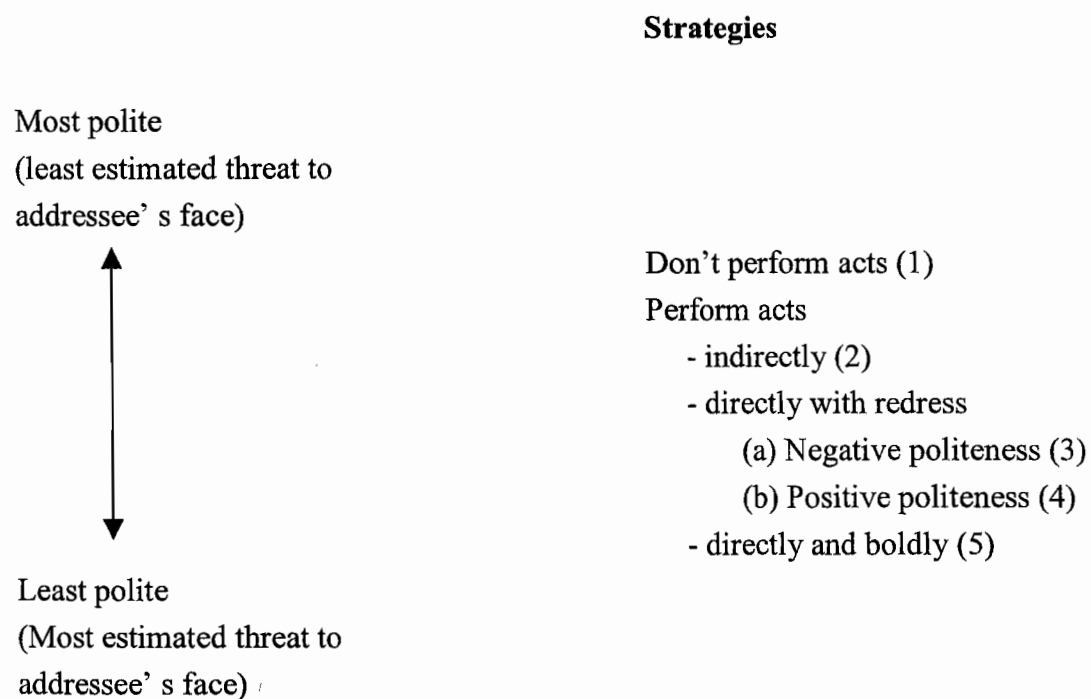 Strategies
Most polite
(least estimated threat to
addressee’ s face)
Don't perform acts (1)
Perform acts
- indirectly (2)
- directly with redress
(a) Negative politeness (3)
(b) Positive politeness (4)
- directly and boldly (5)
Least polite
(Most estimated threat to
addressee’ s face)